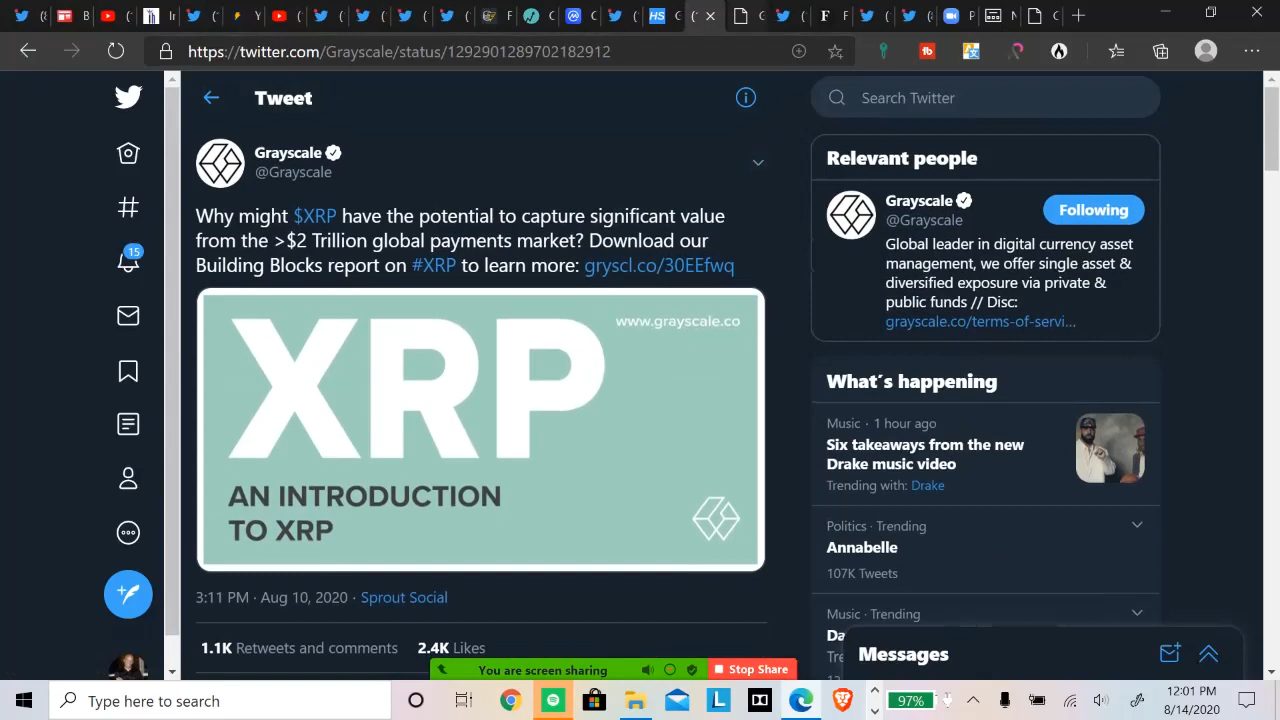 https://twitter.com/Grayscale/status/1292901289702182912
Tweet
Grayscale
@Grayscale
Why might $XRP have the potential to capture significant value
from the >$2 Trillion global payments market? Download our
Building Blocks report on #XRP to learn more: gryscl.co/30EEfwq
www.grayscale.co
XRP
AN INTRODUCTION
TO XRP
3:11 PM · Aug 10, 2020 · Sprout Social
1.1K Retweets and comments 2.4K Likes
15
Search Twitter
Relevant people
Grayscale
@Grayscale
Following
Global leader in digital currency asset
management, we offer single asset &
diversified exposure via private &
public funds // Disc:
grayscale.co/terms-of-servi...
What´s happening
Music · 1 hour ago
Six takeaways from the new
Drake music video
Trending with: Drake
Politics · Trending
Annabelle
107K Tweets
Music · Trending
Messages
You are screen sharing
Stop Share
Type here to search
97%
12:01 PM
8/14/2020